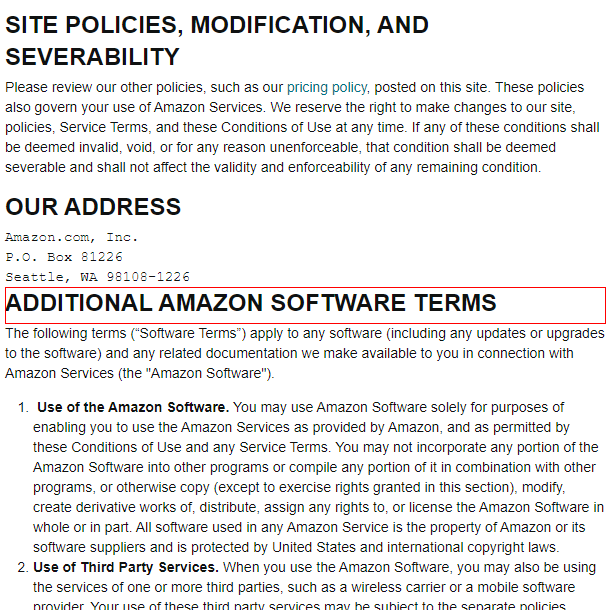 SITE POLICIES, MODIFICATION, AND
SEVERABILITY
Please review our other policies, such as our pricing policy, posted on this site. These policies
also govern your use of Amazon Services. We reserve the right to make changes to our site,
policies, Service Terms, and these Conditions of Use at any time. If any of these conditions shall
be deemed invalid, void, or for any reason unenforceable, that condition shall be deemed
severable and shall not affect the validity and enforceability of any remaining condition.
OUR ADDRESS
Amazon.com, Inc.
P.O. Box 81226
Seattle, WA 98108-1226
ADDITIONAL AMAZON SOFTWARE TERMS
The following terms (“Software Terms”) apply to any software (including any updates or upgrades
to the software) and any related documentation we make available to you in connection with
Amazon Services (the "Amazon Software").
1. Use of the Amazon Software. You may use Amazon Software solely for purposes of
enabling you to use the Amazon Services as provided by Amazon, and as permitted by
these Conditions of Use and any Service Terms. You may not incorporate any portion of the
Amazon Software into other programs or compile any portion of it in combination with other
programs, or otherwise copy (except to exercise rights granted in this section), modify,
create derivative works of, distribute, assign any rights to, or license the Amazon Software in
whole or in part. All software used in any Amazon Service is the property of Amazon or its
software suppliers and is protected by United States and international copyright laws.
2. Use of Third Party Services. When you use the Amazon Software, you may also be using
the services of one or more third parties, such as a wireless carrier or a mobile software
provider. Your use of these third party services may be subject to the separate policies,